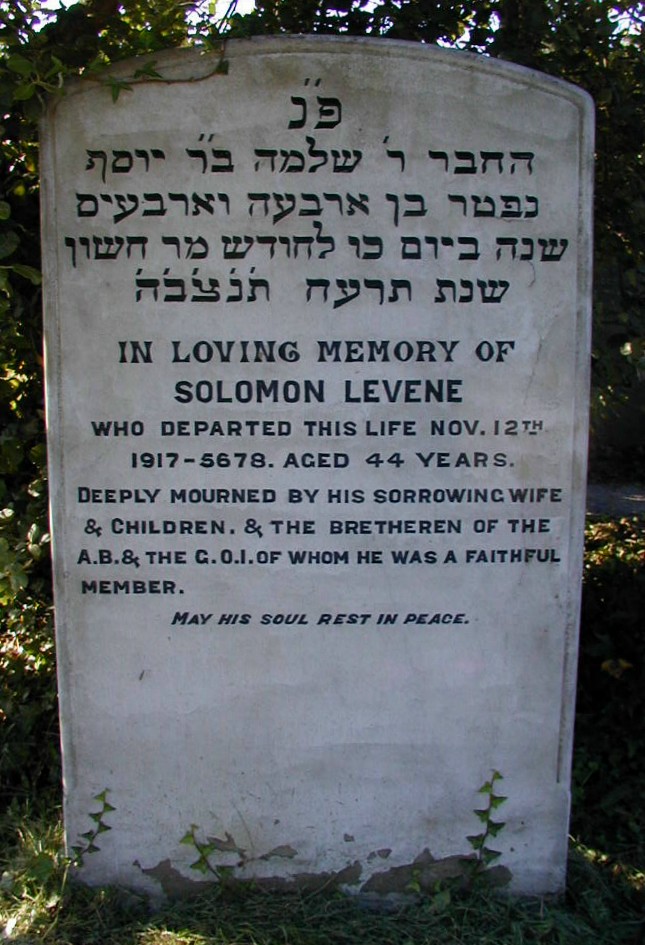 פ״נ
החבר ר׳ שלמה ב״ר יוסף
נפטר בן ארבעה וארבעים
שנה ביום כו לחודש מר חשון
שנת תרעח ת׳נ׳צ׳ב׳ה׳
IN LOVING MEMORY OF
SOLOMON LEVENE
WHO DEPARTED THIS LIFE NOV. 12TH
1917-5678. AGED 44 YEARS.
DEEPLY MOURNED BY HIS SORROWING WIFE
& CHILDREN. & THE BRETHEREN OF THE
A.B. & THE G.O.I. OF WHOM HE WAS A FAITHFUL
MEMBER.
MAY HIS SOUL REST IN PEACE.